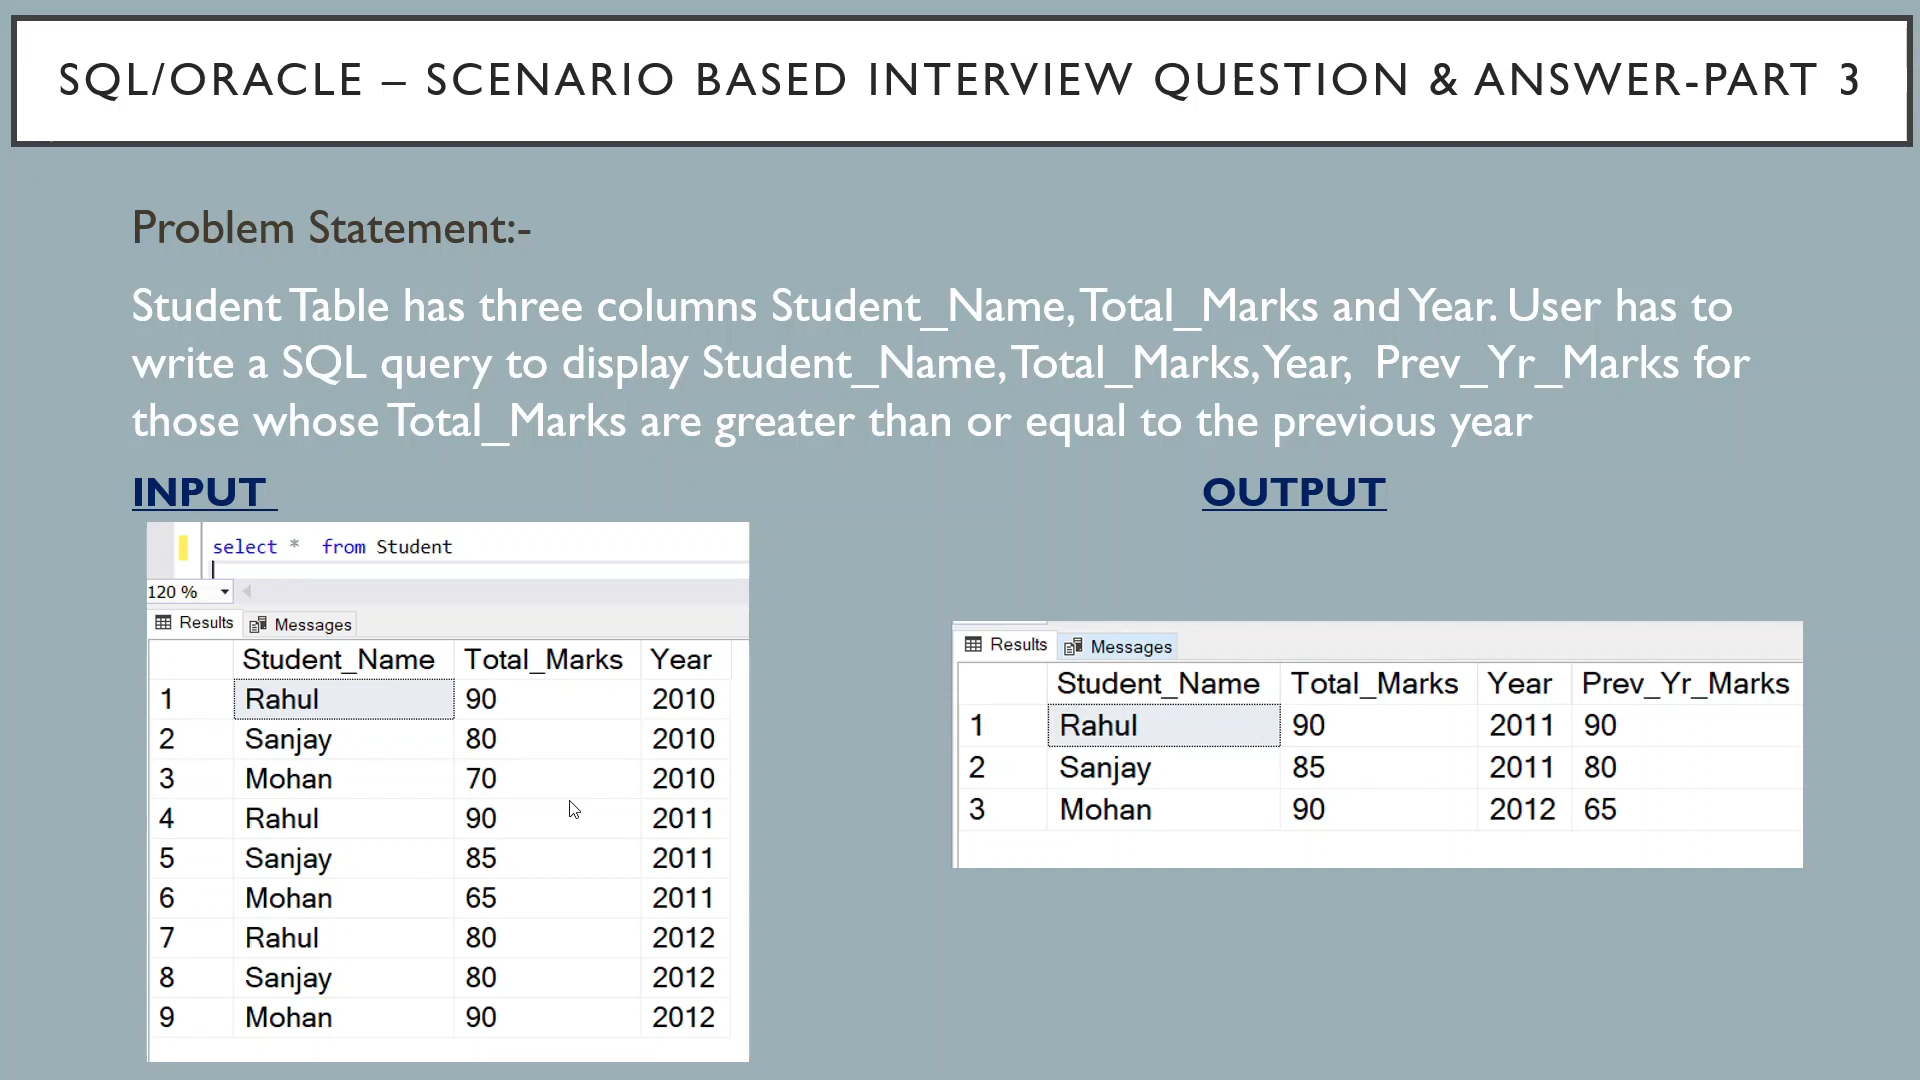 SQL/ORACLE – SCENARIO BASED INTERVIEW QUESTION & ANSWER-PART 3
Problem Statement:-
Student Table has three columns Student_Name, Total_Marks and Year. User has to
write a SQL query to display Student_Name, Total_Marks, Year, Prev_Yr_Marks for
those whose Total_Marks are greater than or equal to the previous year
INPUT
select * from Student
120 %
Results Messages
Student_Name Total_Marks Year
1 Rahul 90 2010
2 Sanjay 80 2010
3 Mohan 70 2010
4 Rahul 90 2011
5 Sanjay 85 2011
6 Mohan 65 2011
7 Rahul 80 2012
8 Sanjay 80 2012
9 Mohan 90 2012
OUTPUT
Results Messages
Student_Name Total_Marks Year Prev_Yr_Marks
1 Rahul 90 2011 90
2 Sanjay 85 2011 80
3 Mohan 90 2012 65